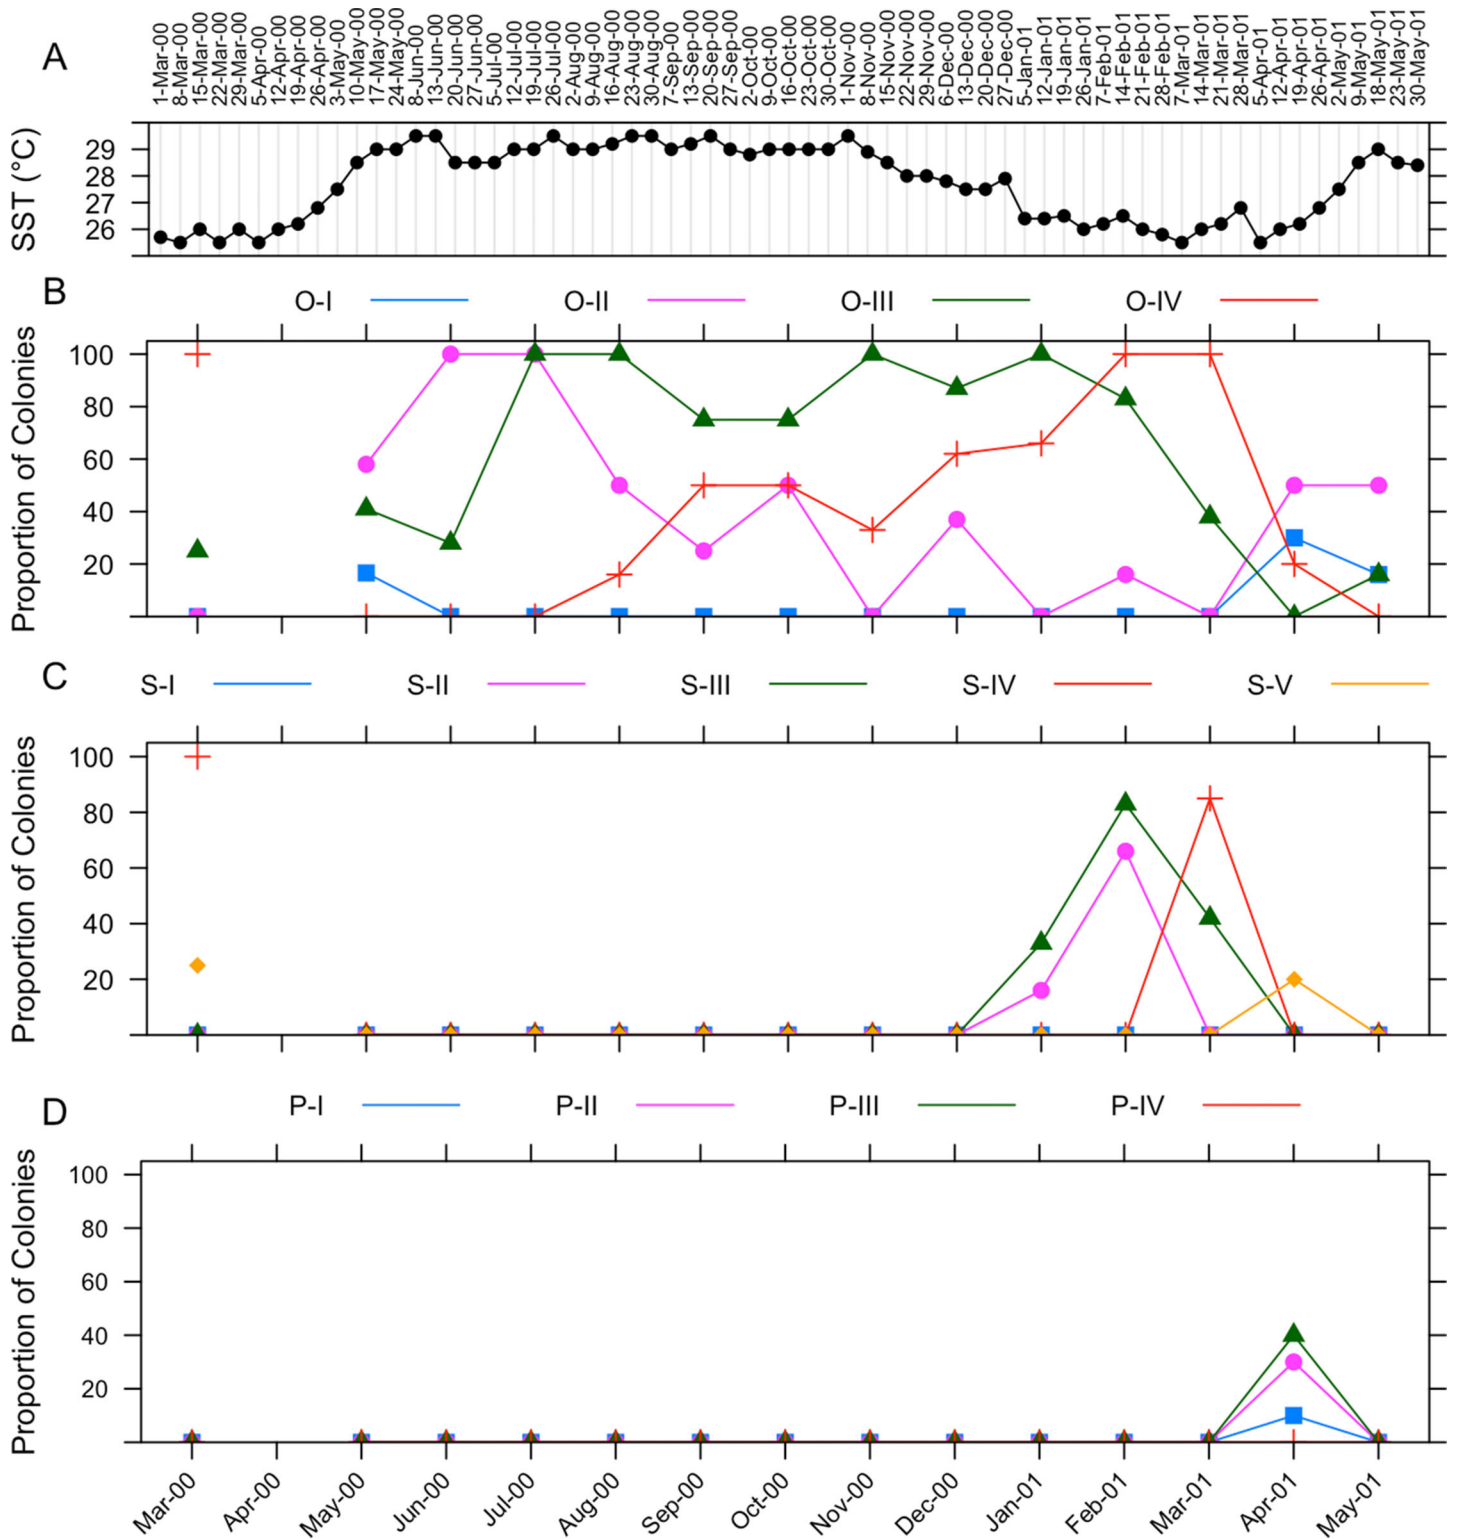 A
1-Mar-00
8-Mar-00
15-Mar-00
22-Mar-00
29-Mar-00
5-Apr-00
12-Apr-00
19-Apr-00
26-Apr-00
3-May-00
10-May-00
17-May-00
24-May-00
8-Jun-00
13-Jun-00
20-Jun-00
27-Jun-00
5-Jul-00
12-Jul-00
19-Jul-00
26-Jul-00
2-Aug-00
9-Aug-00
16-Aug-00
23-Aug-00
30-Aug-00
7-Sep-00
13-Sep-00
20-Sep-00
27-Sep-00
2-Oct-00
9-Oct-00
16-Oct-00
23-Oct-00
30-Oct-00
1-Nov-00
8-Nov-00
15-Nov-00
22-Nov-00
29-Nov-00
6-Dec-00
13-Dec-00
20-Dec-00
27-Dec-00
5-Jan-01
12-Jan-01
19-Jan-01
26-Jan-01
7-Feb-01
14-Feb-01
21-Feb-01
28-Feb-01
7-Mar-01
14-Mar-01
21-Mar-01
28-Mar-01
5-Apr-01
12-Apr-01
19-Apr-01
26-Apr-01
2-May-01
9-May-01
18-May-01
23-May-01
30-May-01
SST (°C)
29
28
27
26
B
O-I O-II O-III O-IV
Proportion of Colonies
100
80
60
40
20
C
S-I S-II S-III S-IV S-V
Proportion of Colonies
100
80
60
40
20
D
P-I P-II P-III P-IV
Proportion of Colonies
100
80
60
40
20
Mar-00 Apr-00 May-00 Jun-00 Jul-00 Aug-00 Sep-00 Oct-00 Nov-00 Dec-00 Jan-01 Feb-01 Mar-01 Apr-01 May-01